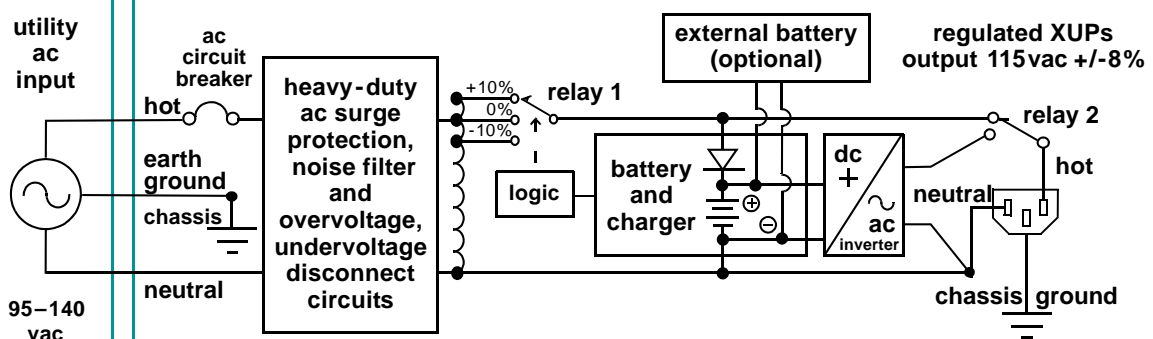 utility
ac
input
95–140
vac
ac
circuit
breaker
hot
earth
ground
chassis
neutral
heavy-duty
ac surge
protection,
noise filter
and
overvoltage,
undervoltage
disconnect
circuits
+10%
0%
-10%
relay 1
logic
external battery
(optional)
battery
and
charger
+
−
dc
+
ac
inverter
regulated XUPs
output 115vac +/-8%
relay 2
hot
neutral
chassis ground